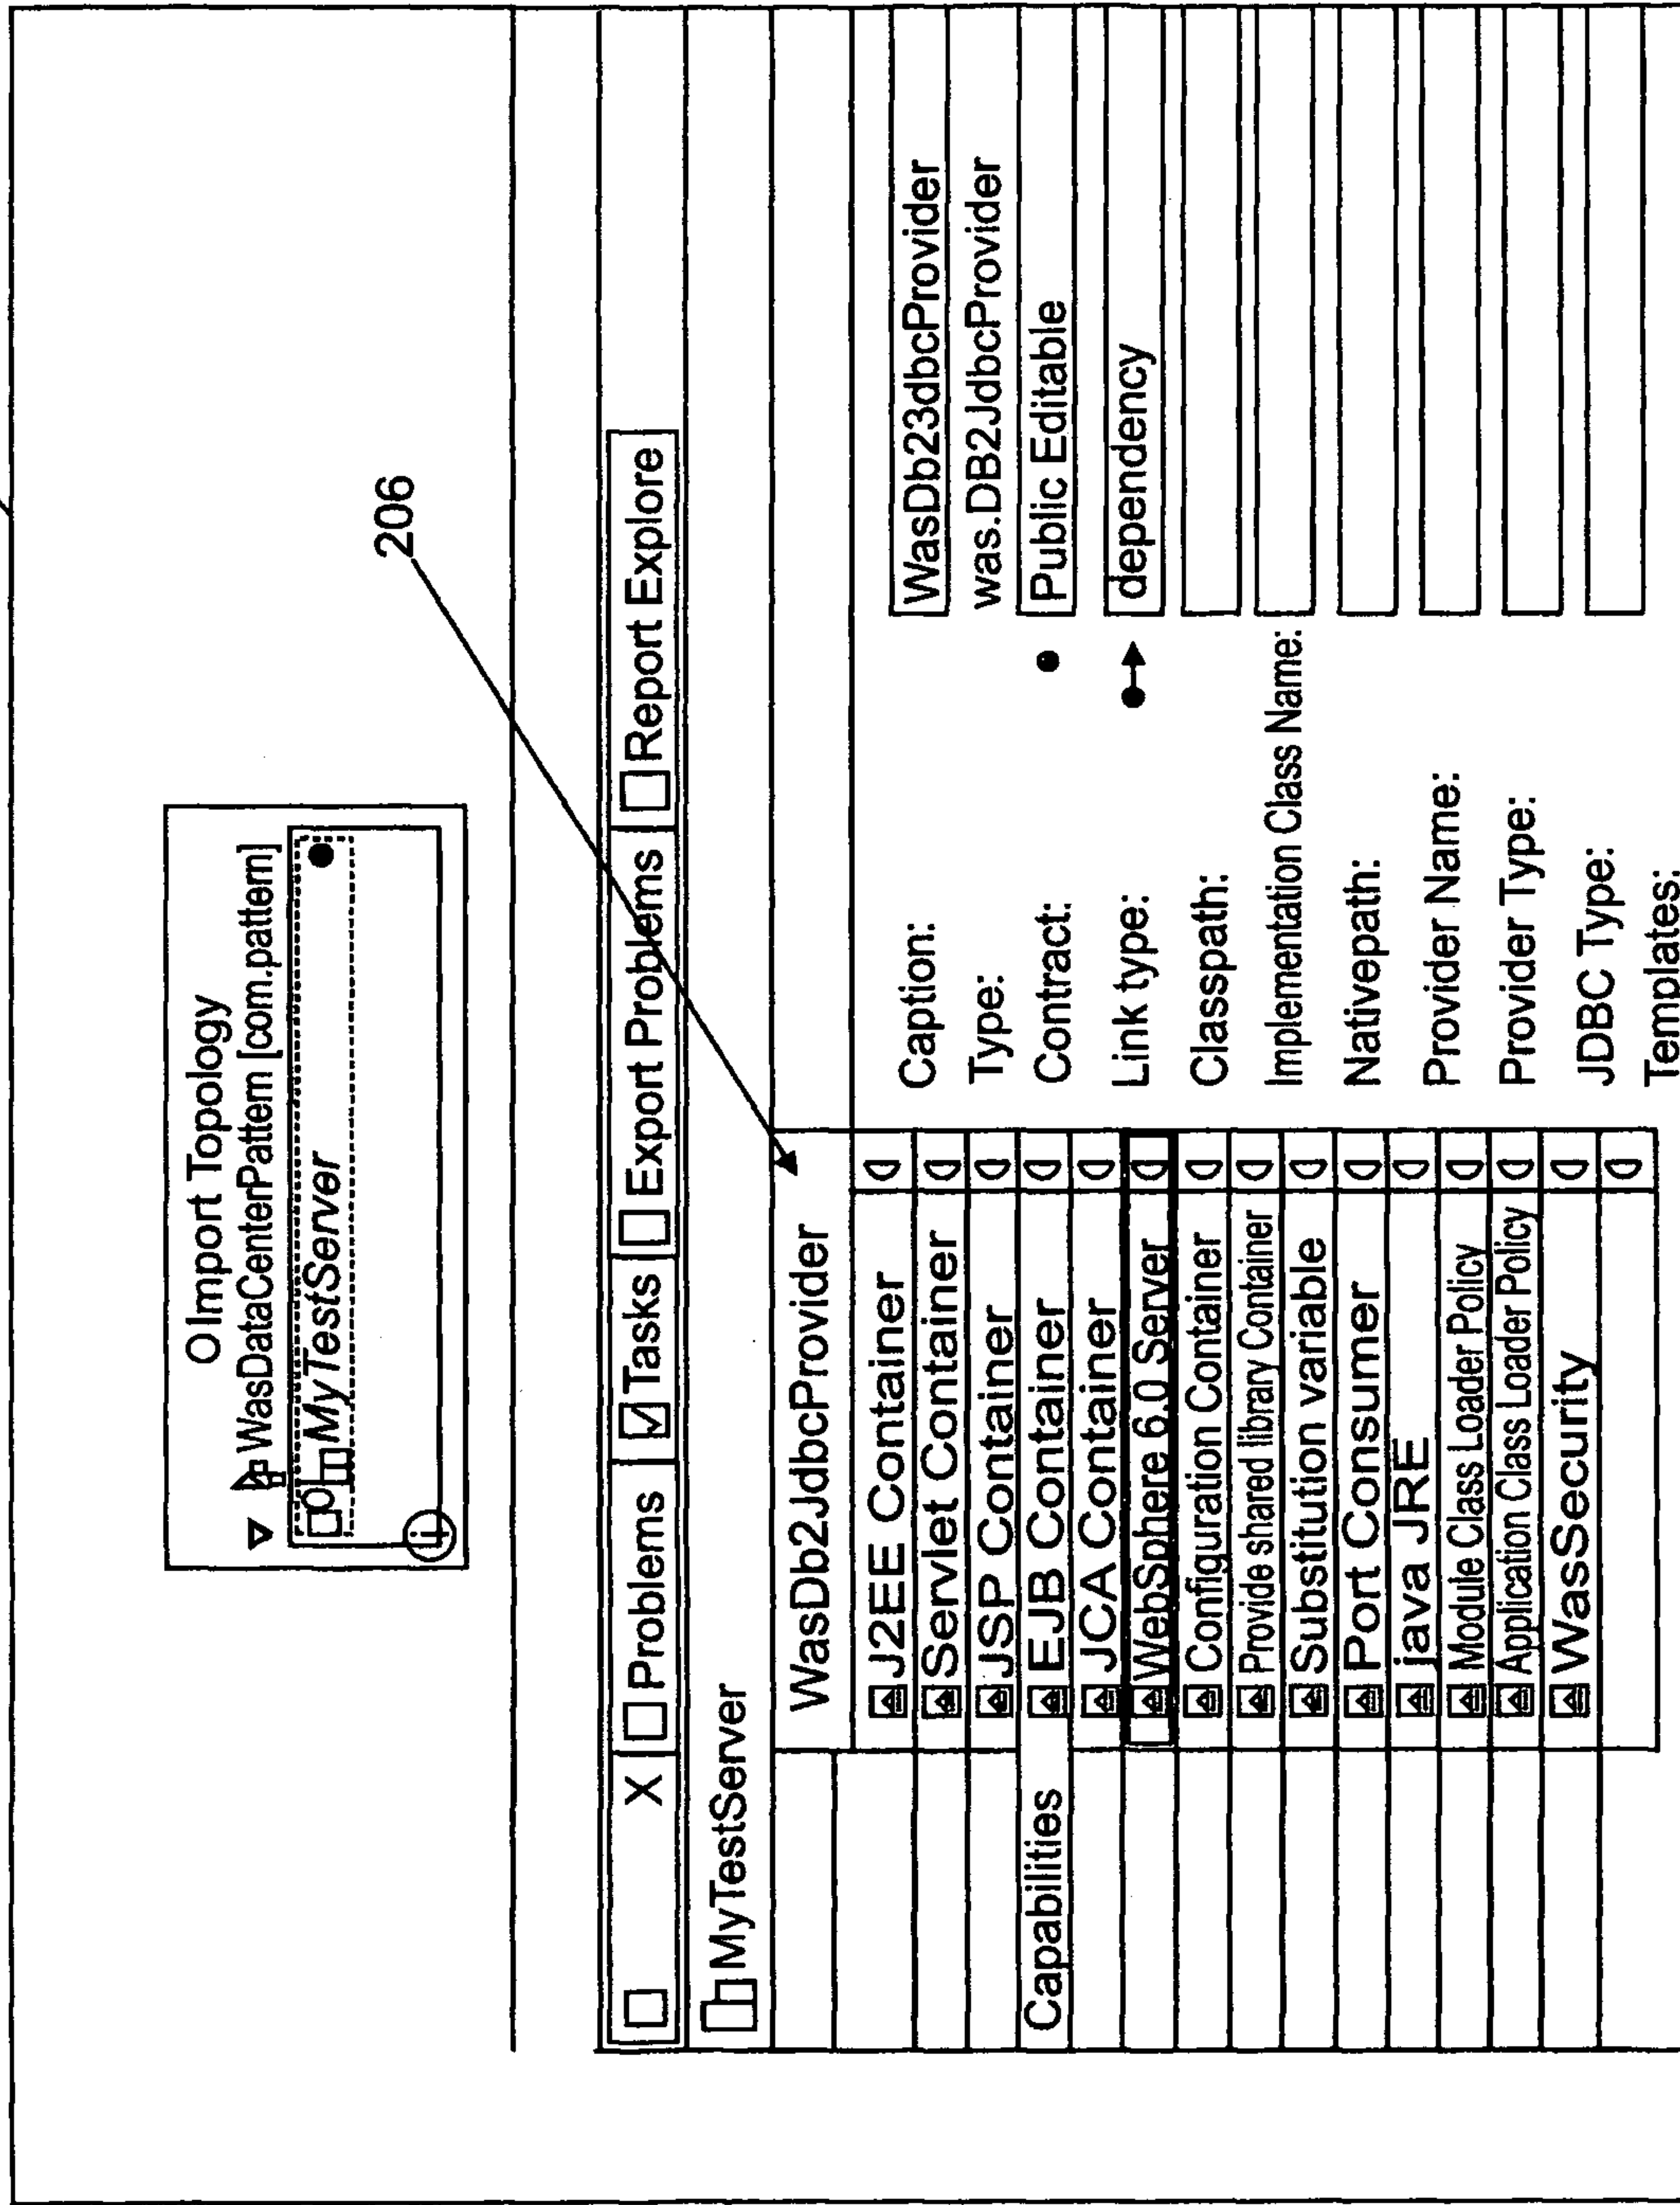 O Import Topology
WasDataCenterPattern [com.pattern]
MyTestServer
i
206
X Problems Tasks Export Problems Report Explore
MyTestServer
WasDb2JdbcProvider
Capabilities
J2EE Container
Servlet Container
JSP Container
EJB Container
JCA Container
WebSphere 6.0 Server
Configuration Container
Provide shared library Container
Substitution variable
Port Consumer
java JRE
Module Class Loader Policy
Application Class Loader Policy
WasSecurity
Caption: WasDb23dbcProvider
Type: was.DB2JdbcProvider
Contract: Public Editable
Link type: dependency
Classpath:
Implementation Class Name:
Nativepath:
Provider Name:
Provider Type:
JDBC Type:
Templates: